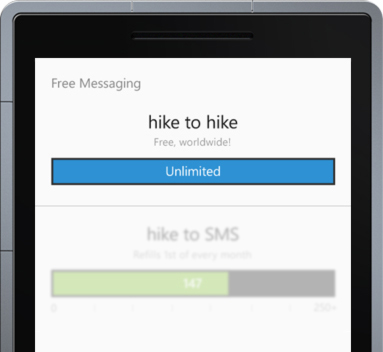 Free Messaging
hike to hike
Free, worldwide!
Unlimited
hike to SMS
Refills 1st of every month
147
0
250+